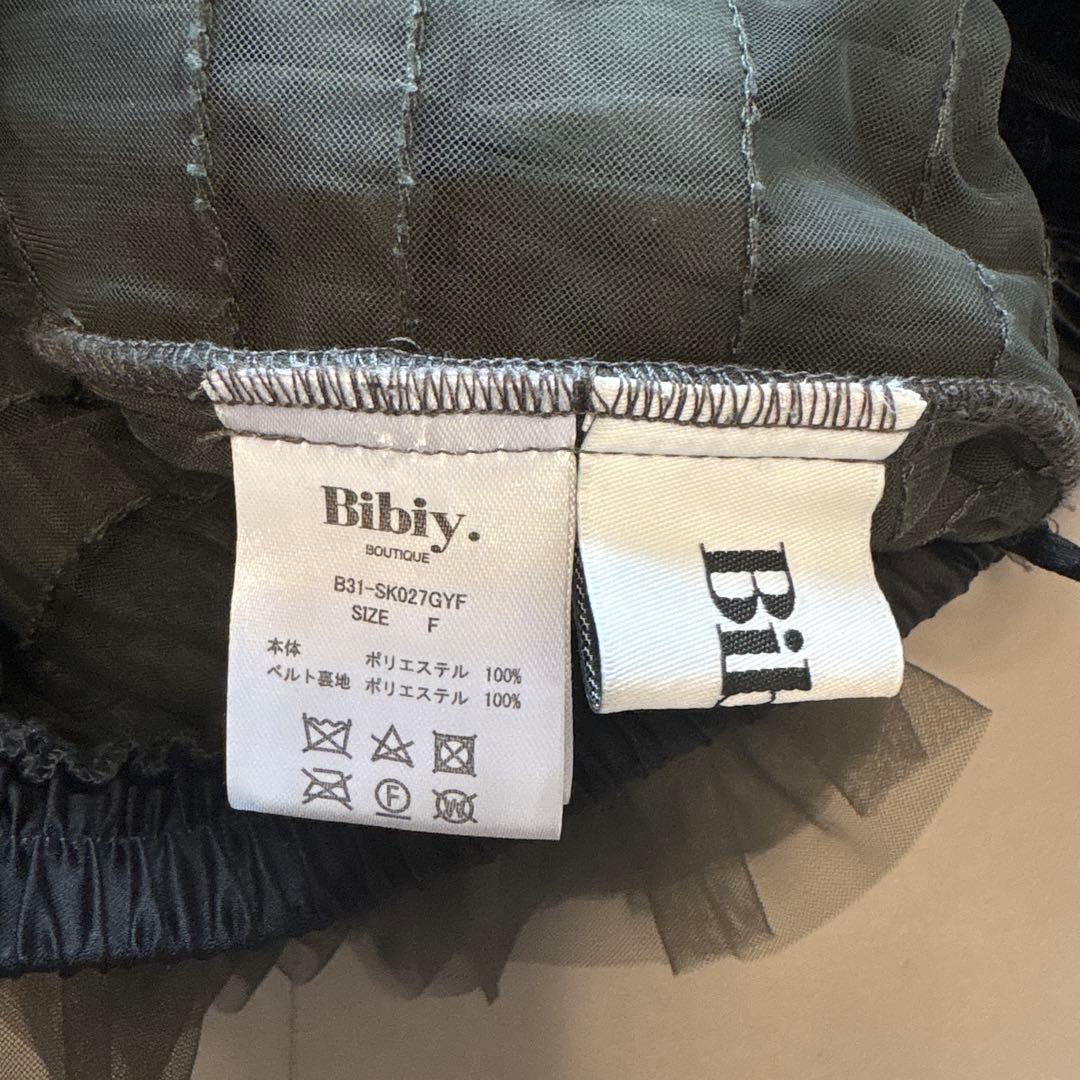 Bibiy.
BOUTIQUE
B31-SK027GYF
SIZE F
本体 ポリエステル 100%
ベルト裏地 ポリエステル 100%
F
W
Bib